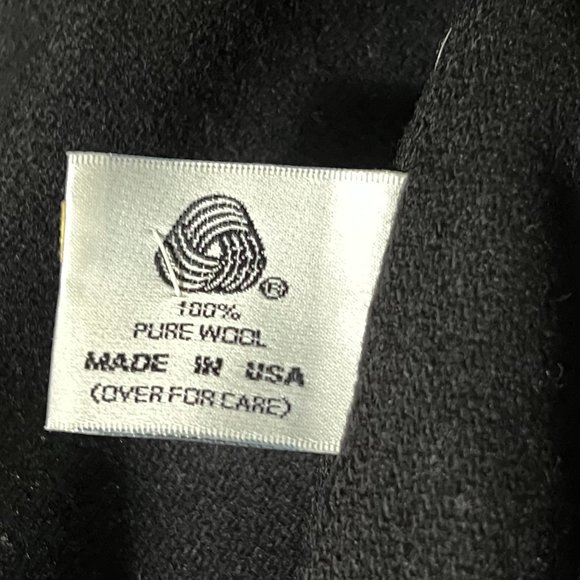 ®
100%
PURE WOOL
MADE IN USA
(OVER FOR CARE)